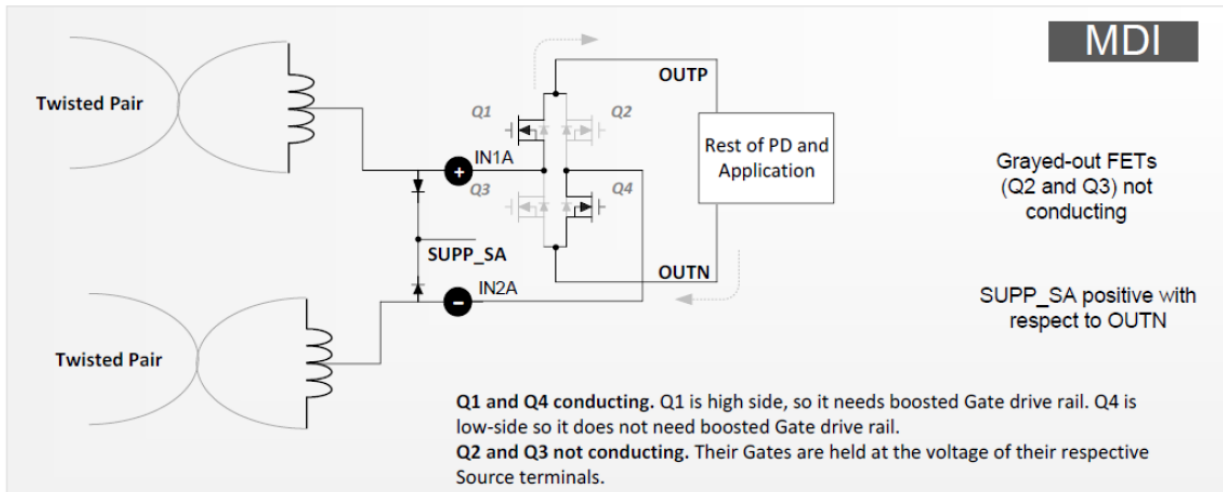 MDI
OUTP
Twisted Pair
Q1
Q2
Rest of PD and
Application
+
IN1A
Grayed-out FETs
(Q2 and Q3) not
conducting
Q3
Q4
SUPP_SA
OUTN
IN2A
−
SUPP_SA positive with
respect to OUTN
Twisted Pair
Q1 and Q4 conducting. Q1 is high side, so it needs boosted Gate drive rail. Q4 is
low-side so it does not need boosted Gate drive rail.
Q2 and Q3 not conducting. Their Gates are held at the voltage of their respective
Source terminals.